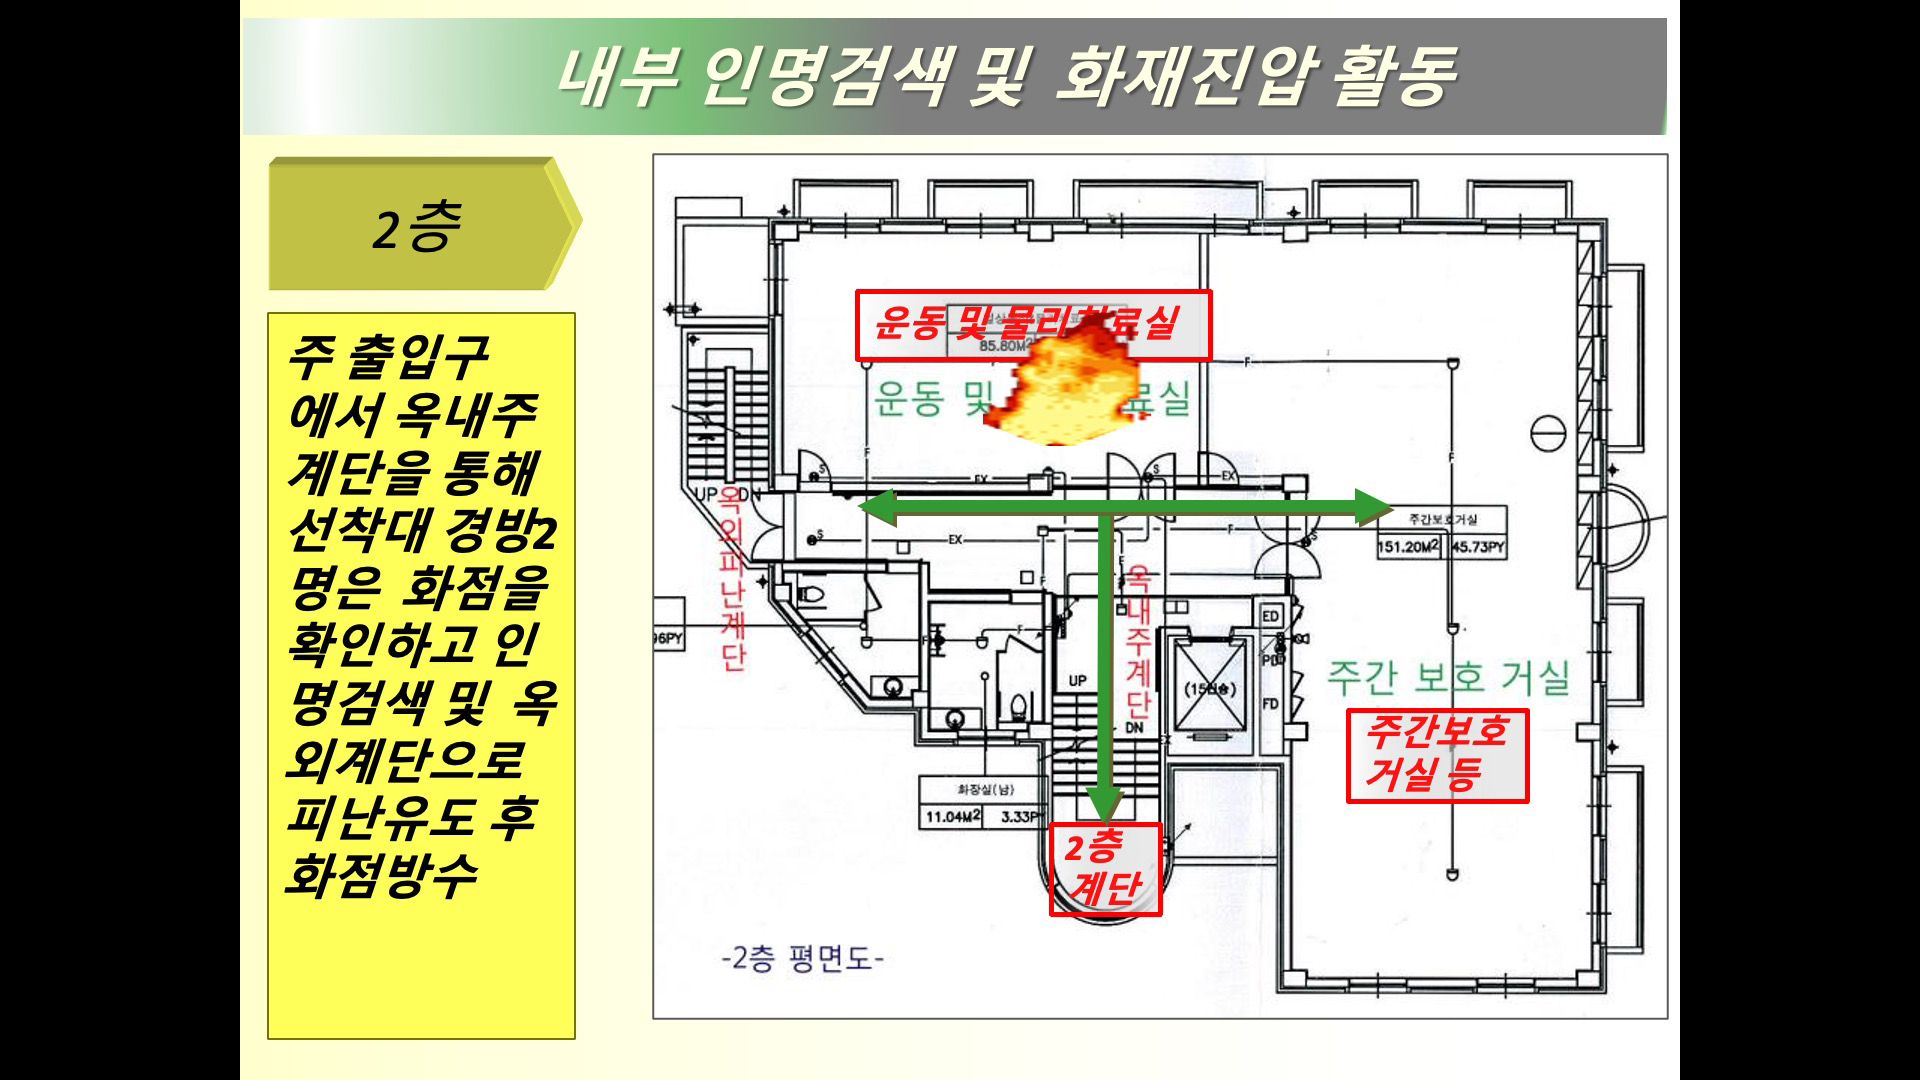 내부 인명검색 및 화재진압 활동
2층
주 출입구
에서 옥내주
계단을 통해
선착대 경방2
명은 화점을
확인하고 인
명검색 및 옥
외계단으로
피난유도 후
화점방수
운동 및 물리치료실
85.80M2
운동 및
료실
F
F
F
F
S
EX
S
EX
UP
DN
옥외피난계단
S
EX
F
S
주간보호거실
151.20M2 45.73PY
옥내주계단
F
F
96PY
F
F
ED
PD
FD
UP
DN
EX
주간 보호 거실
주간보호
거실 등
화장실(남)
11.04M2 3.33P
2층
계단
-2층 평면도-